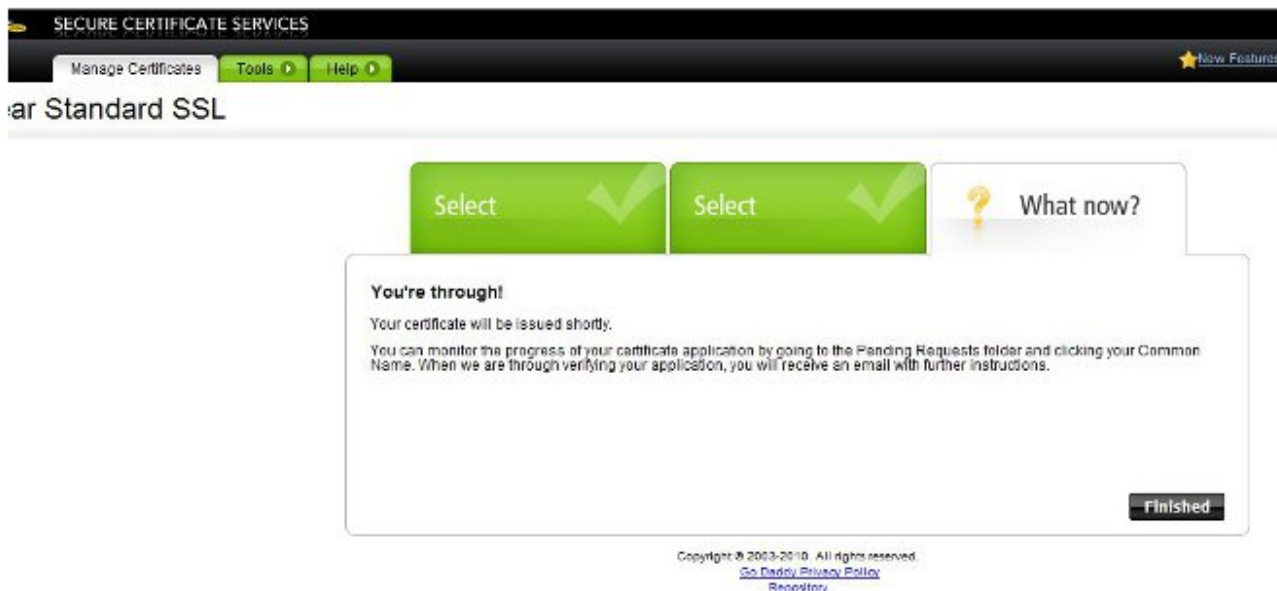 SECURE CERTIFICATE SERVICES
Manage Certificates Tools Help New Features
ar Standard SSL
Select Select What now?
You're through!
Your certificate will be issued shortly.
You can monitor the progress of your certificate application by going to the Pending Requests folder and clicking your Common
Name. When we are through verifying your application, you will receive an email with further instructions.
Finished
Copyright © 2003-2010. All rights reserved.
Go Daddy Privacy Policy
Repository